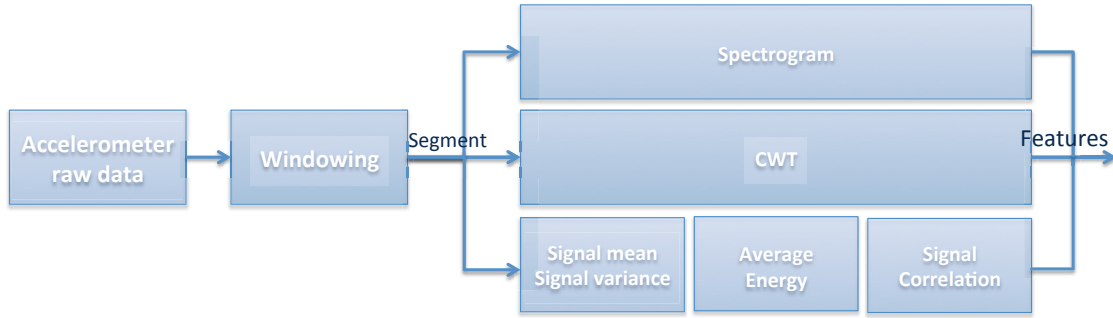 Spectrogram
Accelerometer
raw data
Windowing
Segment
CWT
Features
Signal mean
Signal variance
Average
Energy
Signal
Correlation